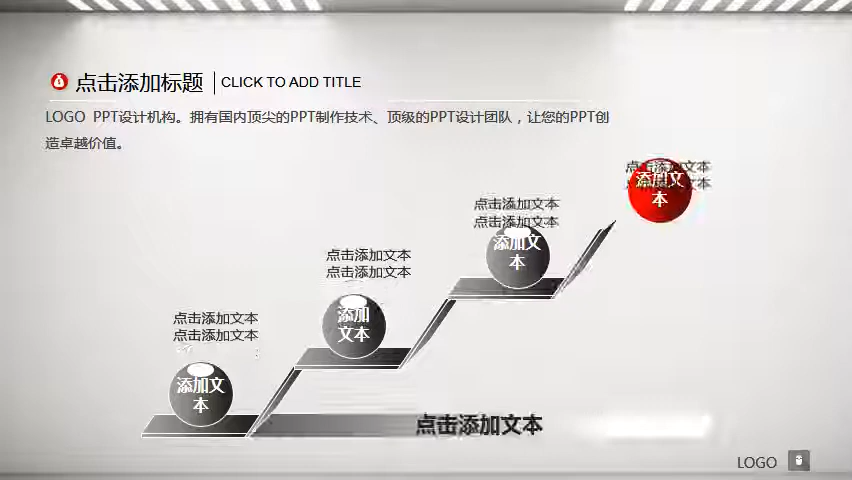 点击添加标题
CLICK TO ADD TITLE
LOGO PPT设计机构。拥有国内顶尖的PPT制作技术、顶级的PPT设计团队，让您的PPT创
造卓越价值。
点击添加文本
点击添加文本
添加文
本
点击添加文本
点击添加文本
添加文
本
点击添加文本
点击添加文本
添加
文本
点击添加文本
点击添加文本
添加文
本
点击添加文本
LOGO